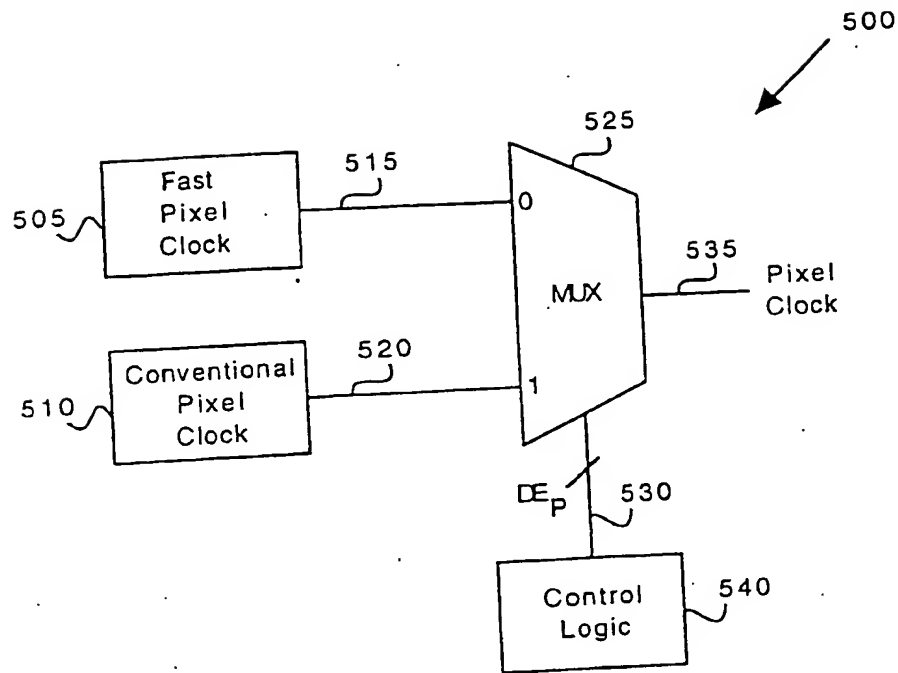 500
525
515
Fast
Pixel
Clock
505
0
535
Pixel
Clock
MUX
520
Conventional
Pixel
Clock
510
1
DEP
530
Control
Logic
540